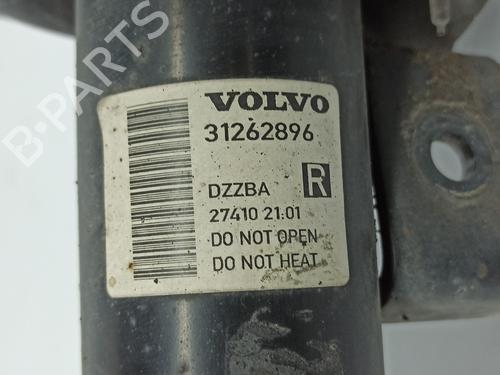 B-PARTS
VOLVO
31262896
DZZBA R
27410 21.01
DO NOT OPEN
DO NOT HEAT